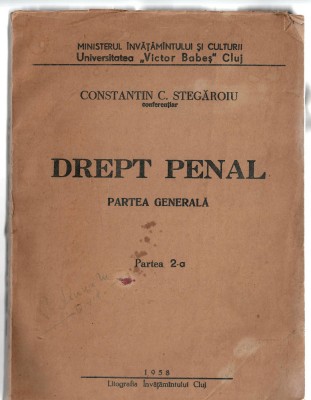 MINISTERUL ÎNVĂȚĂMÎNTULUI ȘI CULTURII
Universitatea „Victor Babeș" Cluj
CONSTANTIN C. STEGĂROIU
conferențiar
DREPT PENAL
PARTEA GENERALĂ
Partea 2-a
1958
Litografia Învățămîntului Cluj